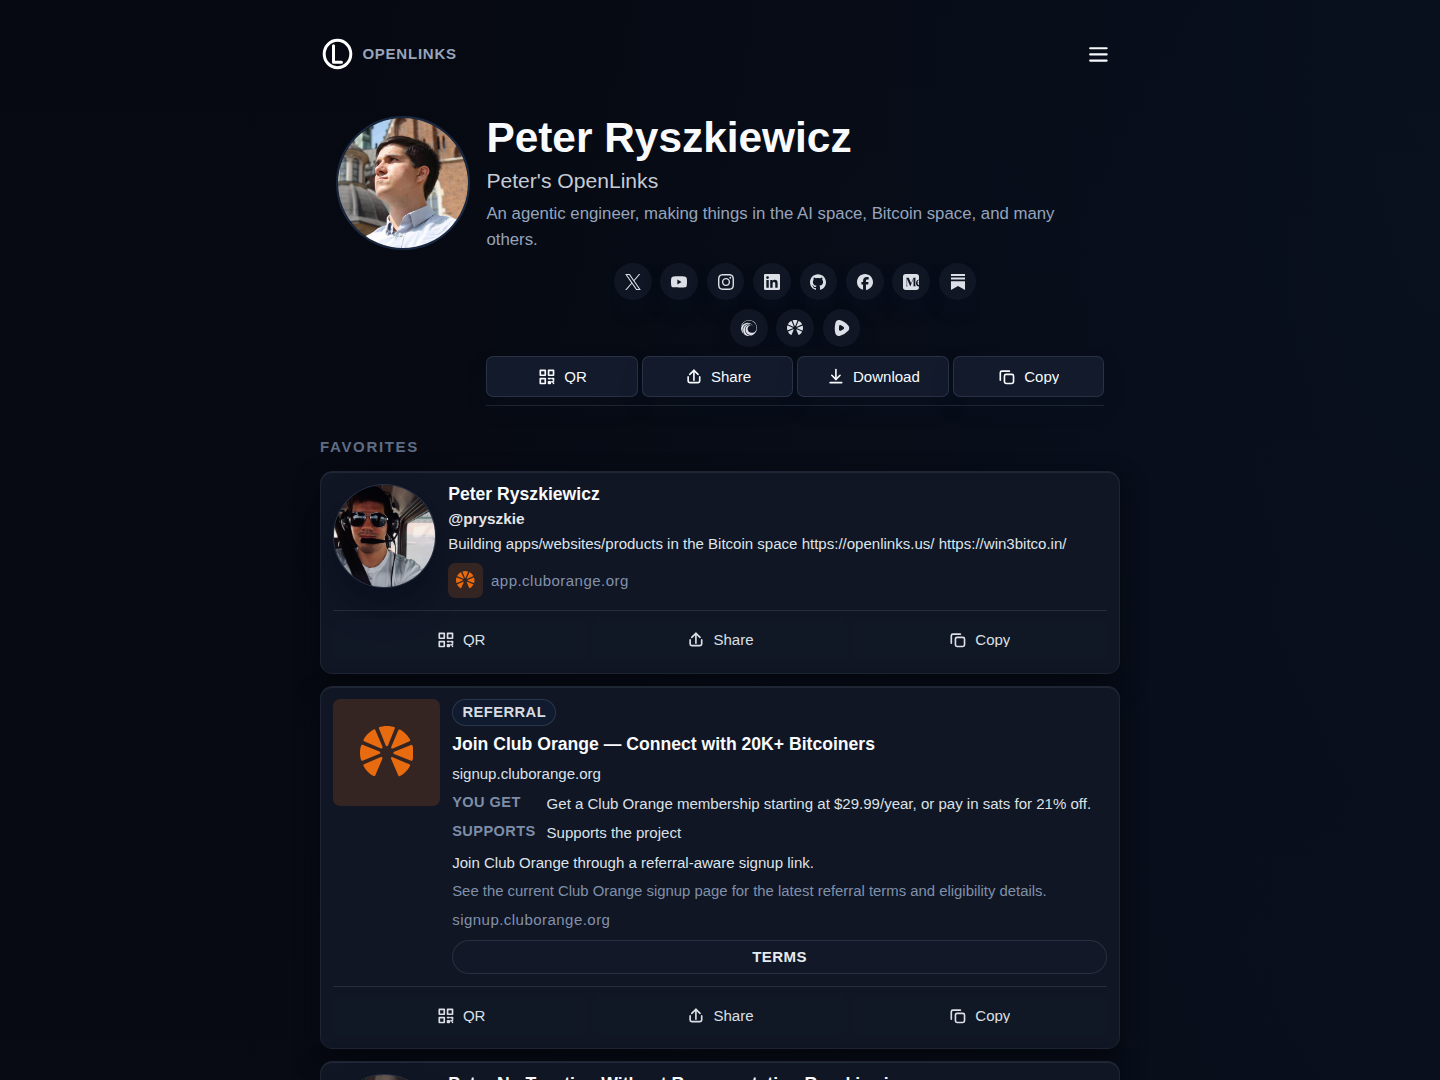 OPENLINKS
Peter Ryszkiewicz
Peter's OpenLinks
An agentic engineer, making things in the AI space, Bitcoin space, and many
others.
QR Share Download Copy
FAVORITES
Peter Ryszkiewicz
@pryszkie
Building apps/websites/products in the Bitcoin space https://openlinks.us/ https://win3bitco.in/
app.cluborange.org
QR Share Copy
REFERRAL
Join Club Orange — Connect with 20K+ Bitcoiners
signup.cluborange.org
YOU GET Get a Club Orange membership starting at $29.99/year, or pay in sats for 21% off.
SUPPORTS Supports the project
Join Club Orange through a referral-aware signup link.
See the current Club Orange signup page for the latest referral terms and eligibility details.
signup.cluborange.org
TERMS
QR Share Copy